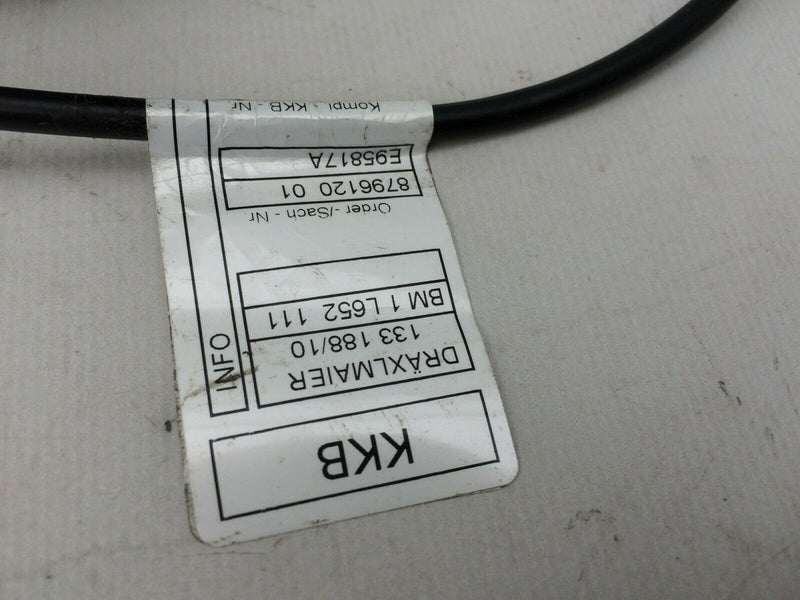 KKB
INFO
DRÄXLMAIER
133 188/10
BM 1 L652 111
Order-/Sach - Nr.
8796120 01
E95817A
Kompl.- KKB - Nr